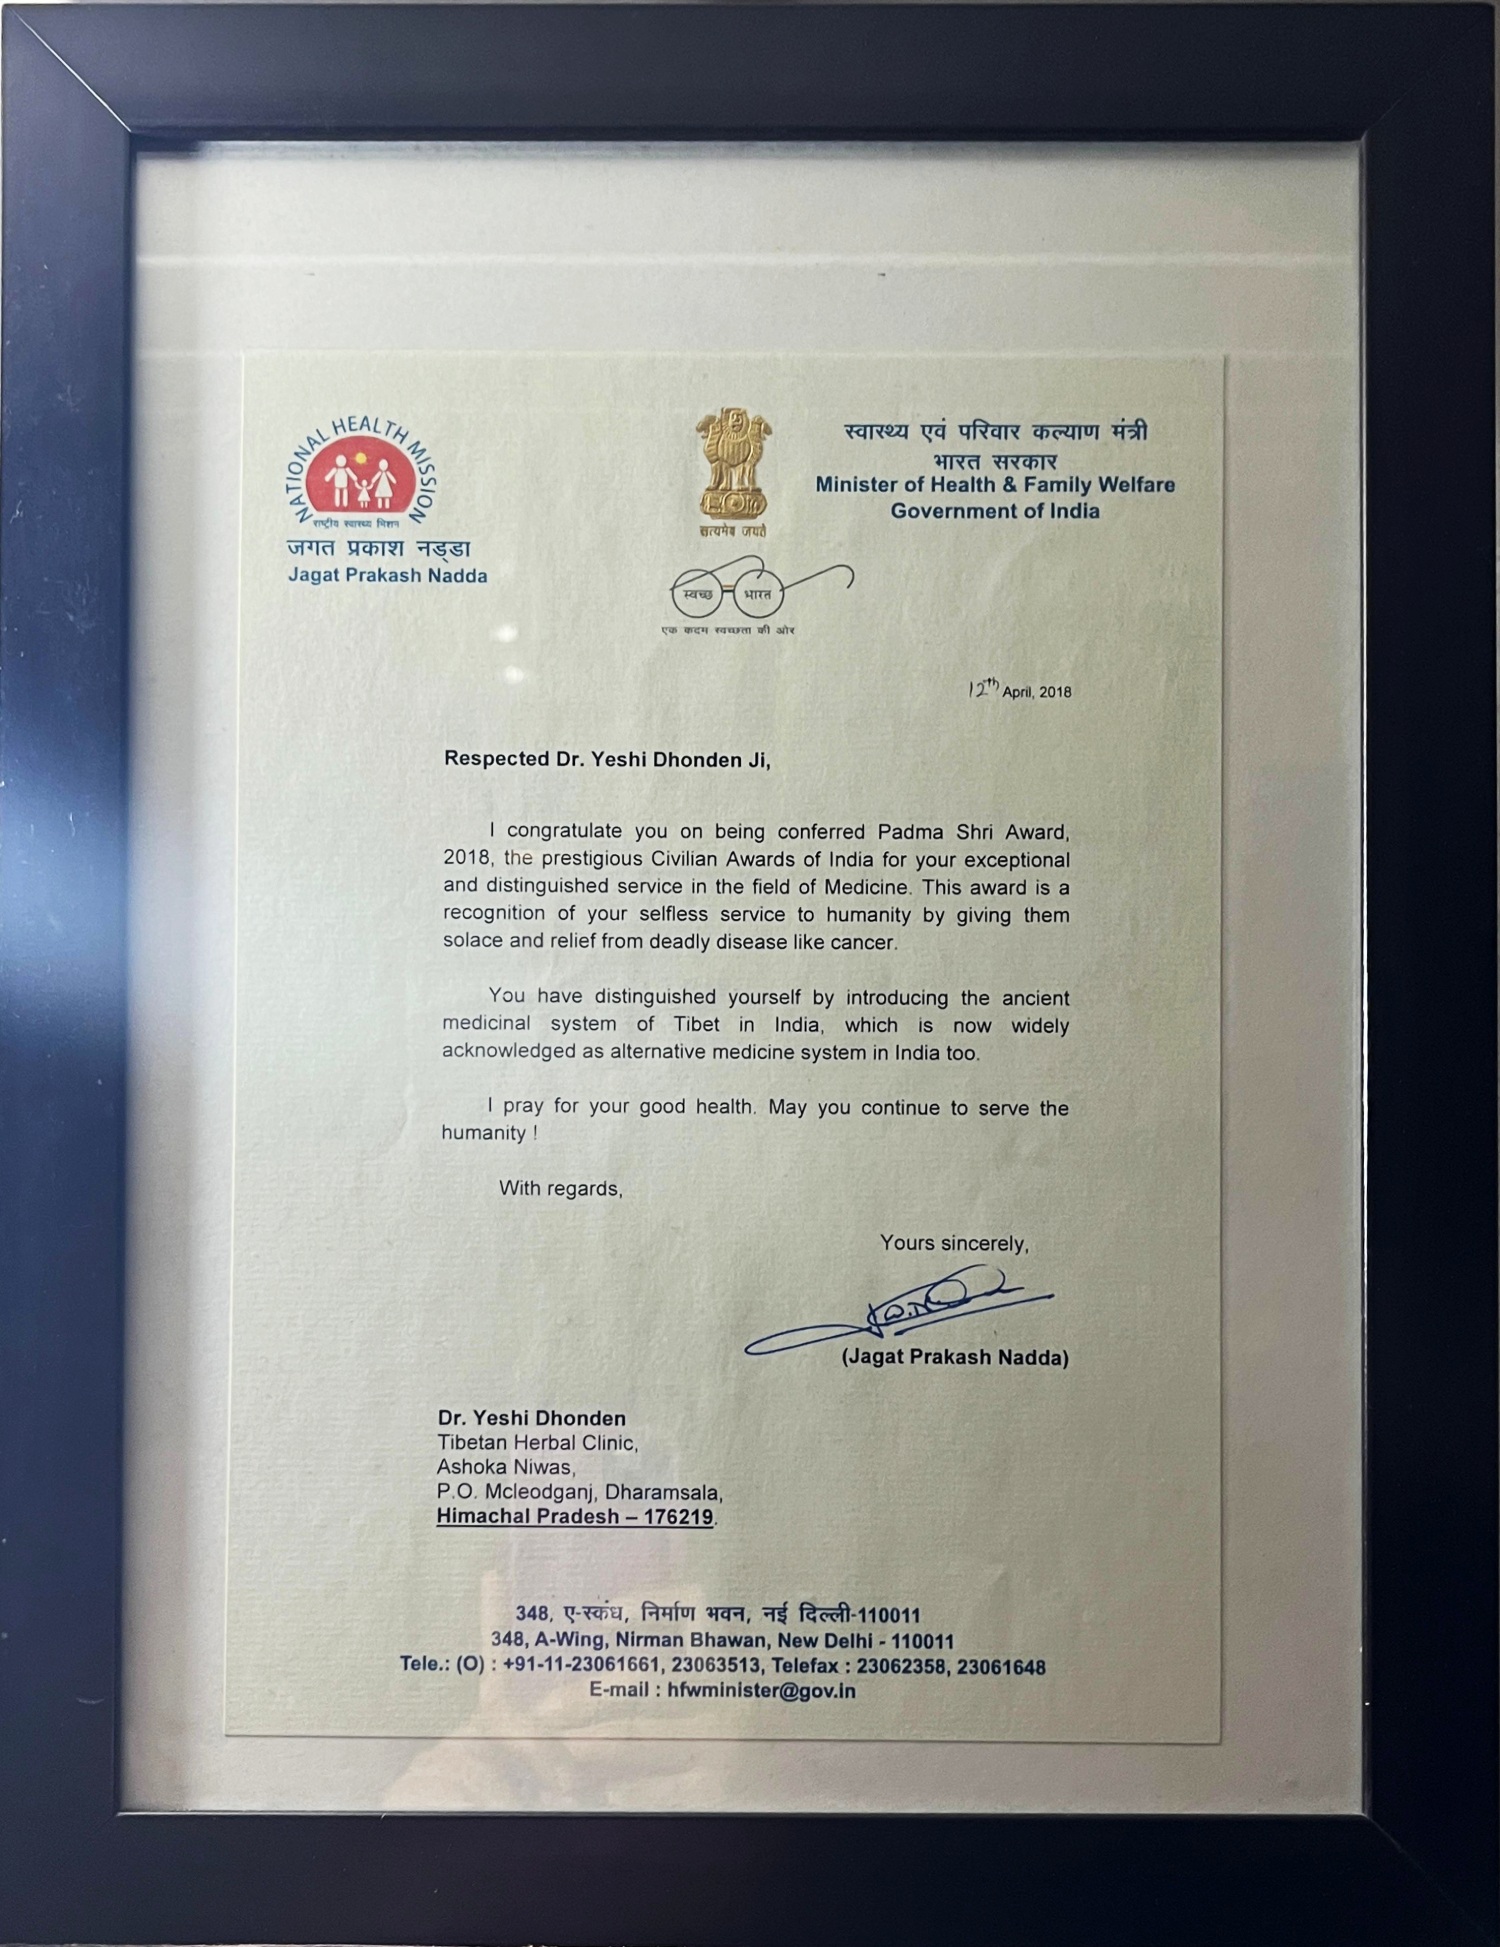 NATIONAL HEALTH MISSION
राष्ट्रीय स्वास्थ्य मिशन
जगत प्रकाश नड्डा
Jagat Prakash Nadda
सत्यमेव जयते
स्वच्छ भारत
एक कदम स्वच्छता की ओर
स्वास्थ्य एवं परिवार कल्याण मंत्री
भारत सरकार
Minister of Health & Family Welfare
Government of India
12th April, 2018
Respected Dr. Yeshi Dhonden Ji,
I congratulate you on being conferred Padma Shri Award,
2018, the prestigious Civilian Awards of India for your exceptional
and distinguished service in the field of Medicine. This award is a
recognition of your selfless service to humanity by giving them
solace and relief from deadly disease like cancer.
You have distinguished yourself by introducing the ancient
medicinal system of Tibet in India, which is now widely
acknowledged as alternative medicine system in India too.
I pray for your good health. May you continue to serve the
humanity !
With regards,
Yours sincerely,
(Jagat Prakash Nadda)
Dr. Yeshi Dhonden
Tibetan Herbal Clinic,
Ashoka Niwas,
P.O. Mcleodganj, Dharamsala,
Himachal Pradesh – 176219.
348, ए-स्कंध, निर्माण भवन, नई दिल्ली-110011
348, A-Wing, Nirman Bhawan, New Delhi - 110011
Tele.: (O) : +91-11-23061661, 23063513, Telefax : 23062358, 23061648
E-mail : hfwminister@gov.in